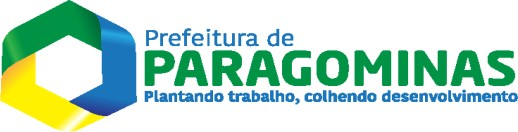 Prefeitura de
PARAGOMINAS
Plantando trabalho, colhendo desenvolvimento